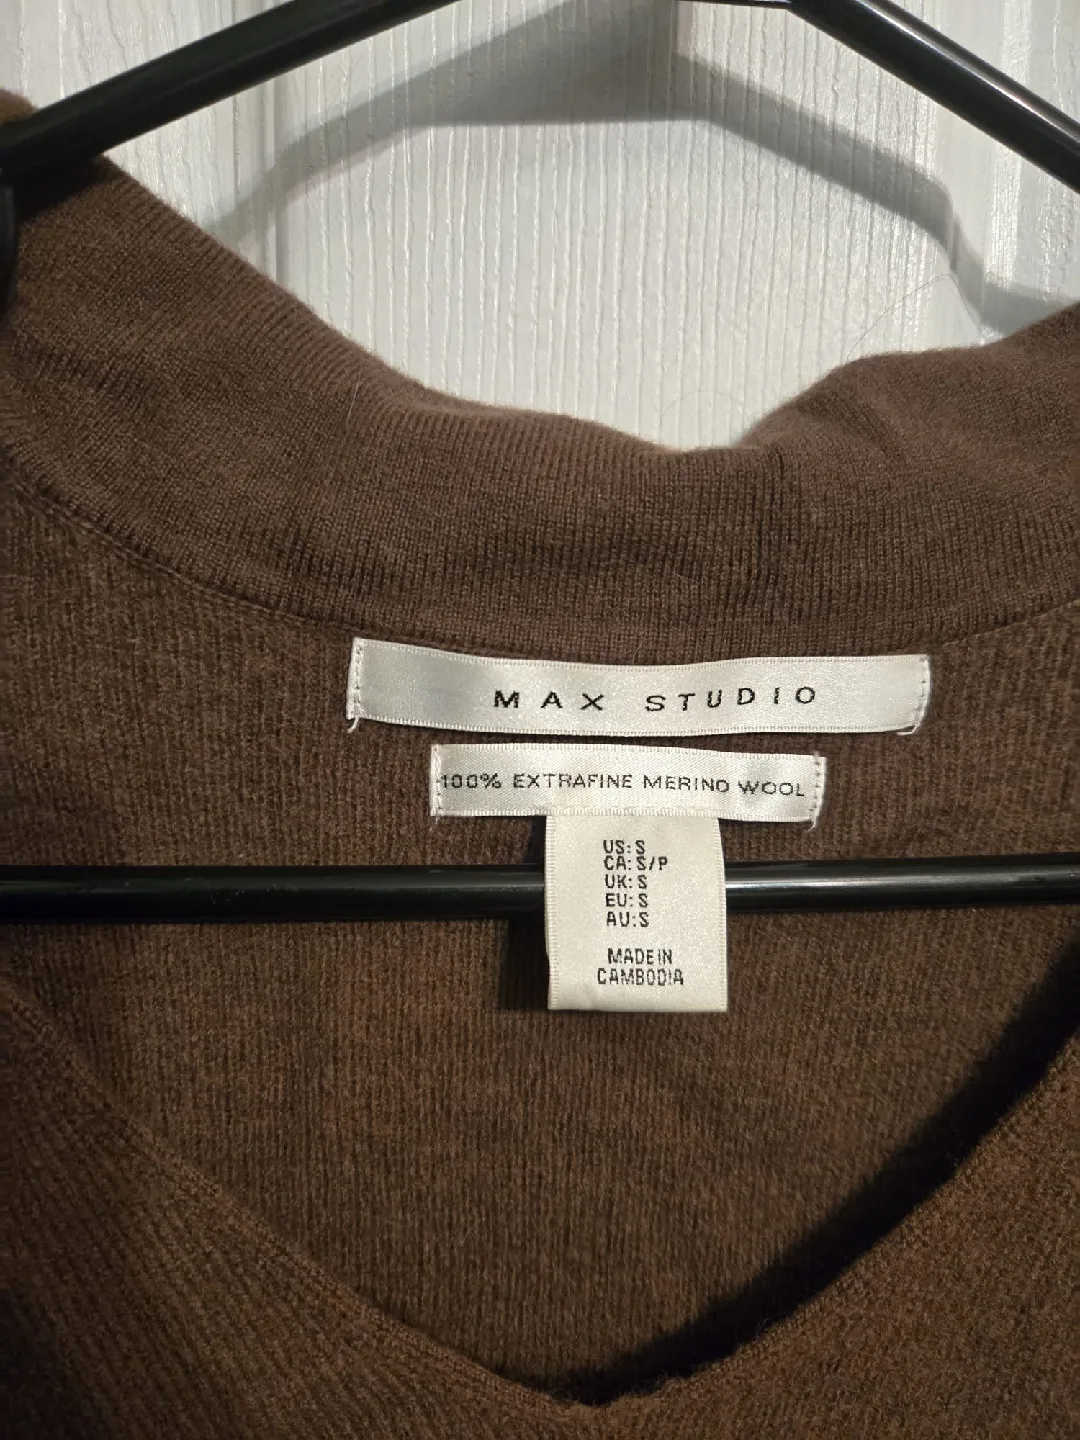 MAX STUDIO
100% EXTRAFINE MERINO WOOL
US: S
CA: S/P
UK: S
EU: S
AU: S
MADE IN
CAMBODIA